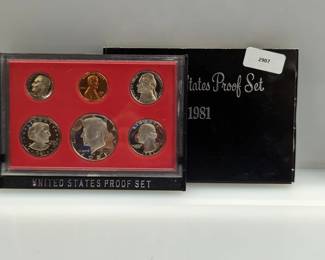 2907
States Proof Set
1981
UNITED STATES PROOF SET